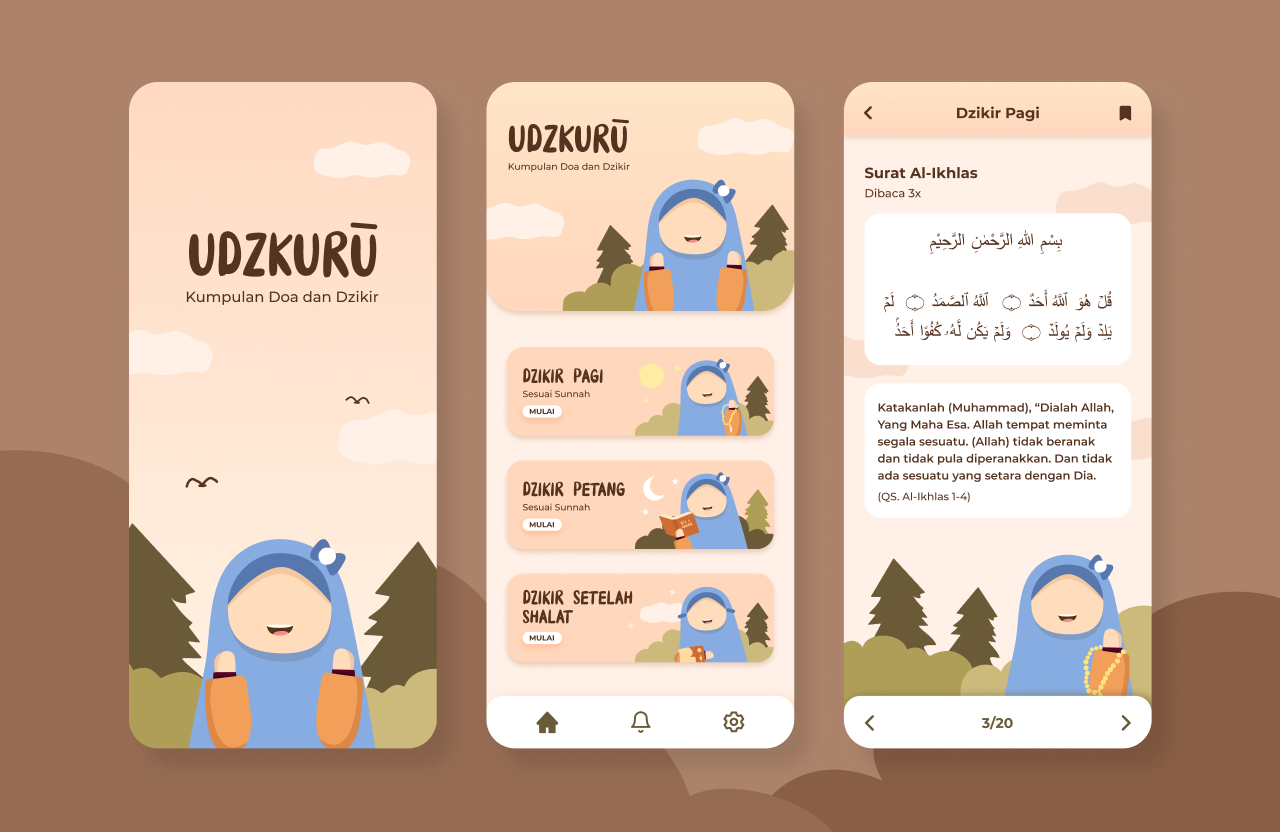 UDZKURŪ
Kumpulan Doa dan Dzikir
UDZKURŪ
Kumpulan Doa dan Dzikir
DZIKIR PAGI
Sesuai Sunnah
MULAI
DZIKIR PETANG
Sesuai Sunnah
MULAI
DZIKIR SETELAH
SHALAT
MULAI
Dzikir Pagi
Surat Al-Ikhlas
Dibaca 3x
بِسْمِ اللهِ الرَّحْمٰنِ الرَّحِيْمِ
قُلْ هُوَ ٱللَّهُ أَحَدٌ ۝ ٱللَّهُ ٱلصَّمَدُ ۝ لَمْ
يَلِدْ وَلَمْ يُولَدْ ۝ وَلَمْ يَكُن لَّهُۥ كُفُوًا أَحَدٌۢ
Katakanlah (Muhammad), “Dialah Allah,
Yang Maha Esa. Allah tempat meminta
segala sesuatu. (Allah) tidak beranak
dan tidak pula diperanakkan. Dan tidak
ada sesuatu yang setara dengan Dia.
(QS. Al-Ikhlas 1-4)
3/20